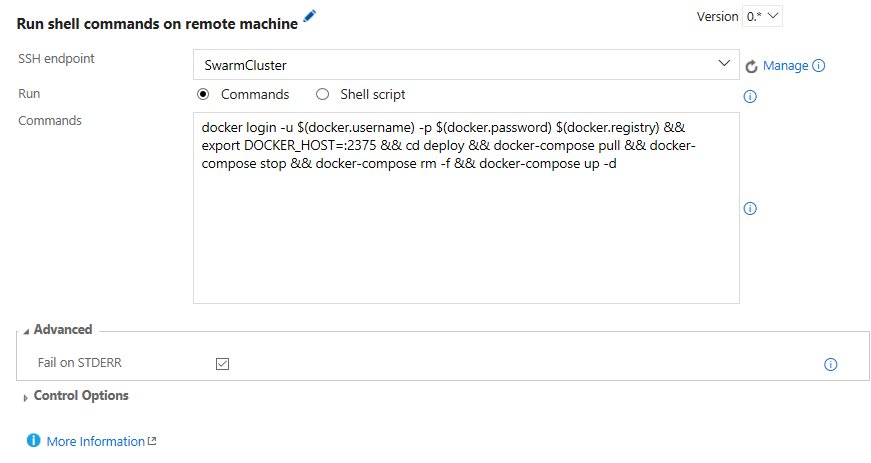 Run shell commands on remote machine
Version 0.*
SSH endpoint
SwarmCluster
Manage
Run
Commands
Shell script
Commands
docker login -u $(docker.username) -p $(docker.password) $(docker.registry) &&
export DOCKER_HOST=:2375 && cd deploy && docker-compose pull && docker-
compose stop && docker-compose rm -f && docker-compose up -d
Advanced
Fail on STDERR
Control Options
More Information